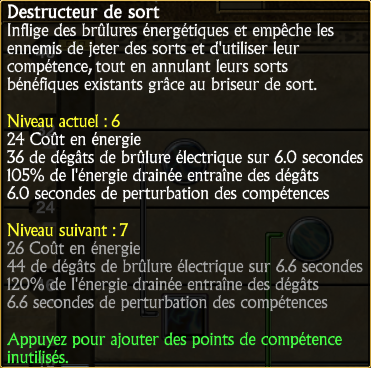 Destructeur de sort
Inflige des brûlures énergétiques et empêche les
ennemis de jeter des sorts et d'utiliser leur
compétence, tout en annulant leurs sorts
bénéfiques existants grâce au briseur de sort.
Niveau actuel : 6
24 Coût en énergie
36 de dégâts de brûlure électrique sur 6.0 secondes
105% de l'énergie drainée entraîne des dégâts
6.0 secondes de perturbation des compétences
24
Niveau suivant : 7
26 Coût en énergie
44 de dégâts de brûlure électrique sur 6.6 secondes
120% de l'énergie drainée entraîne des dégâts
6.6 secondes de perturbation des compétences
Appuyez pour ajouter des points de compétence
inutilisés.